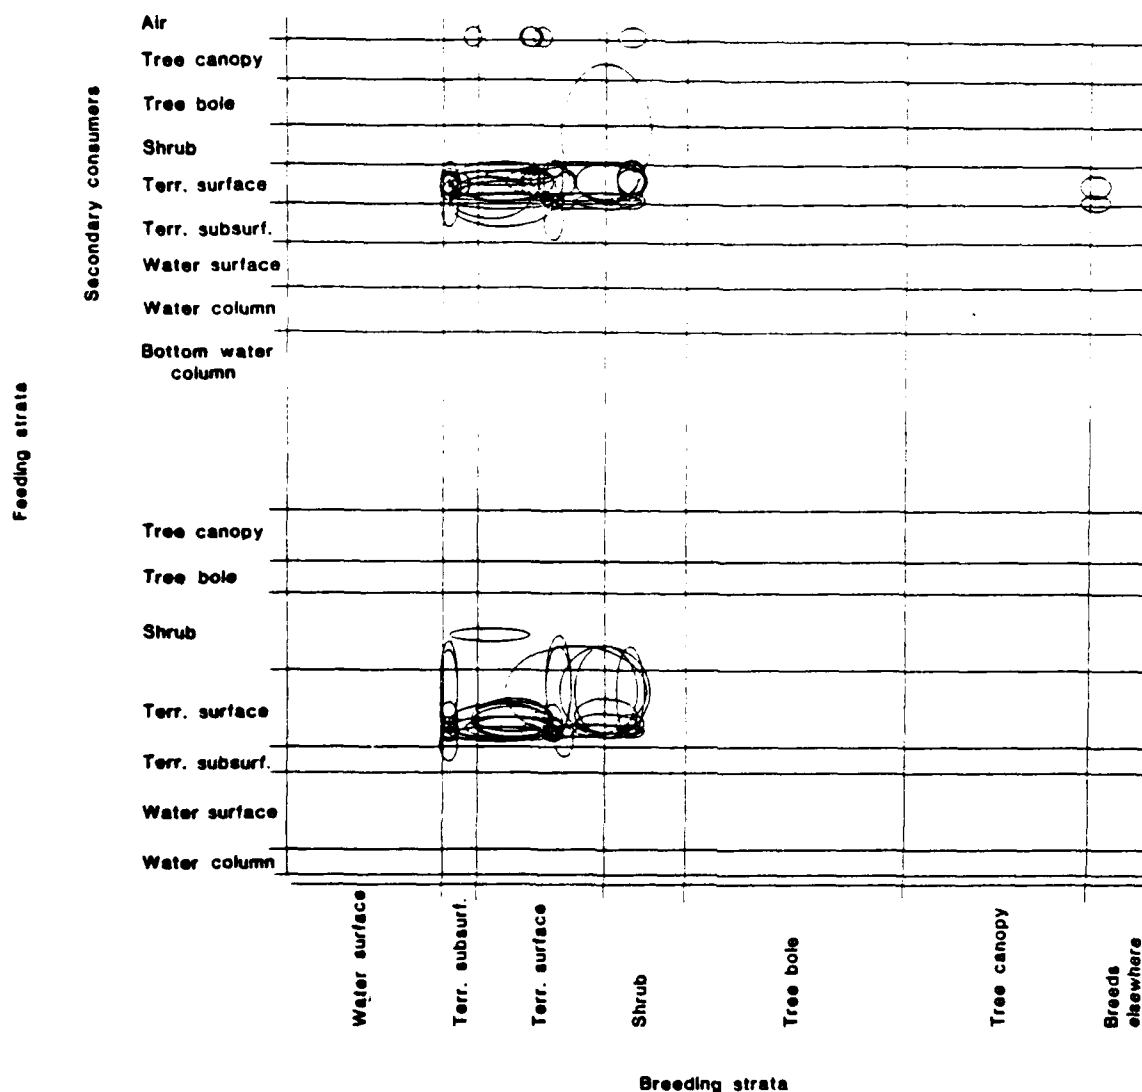 Air
Tree canopy
Tree bole
Shrub
Terr. surface
Terr. subsurf.
Water surface
Water column
Bottom water
column
Secondary consumers
Feeding strata
Tree canopy
Tree bole
Shrub
Terr. surface
Terr. subsurf.
Water surface
Water column
Water surface
Terr. subsurf.
Terr. surface
Shrub
Tree bole
Tree canopy
Breeds
elsewhere
Breeding strata